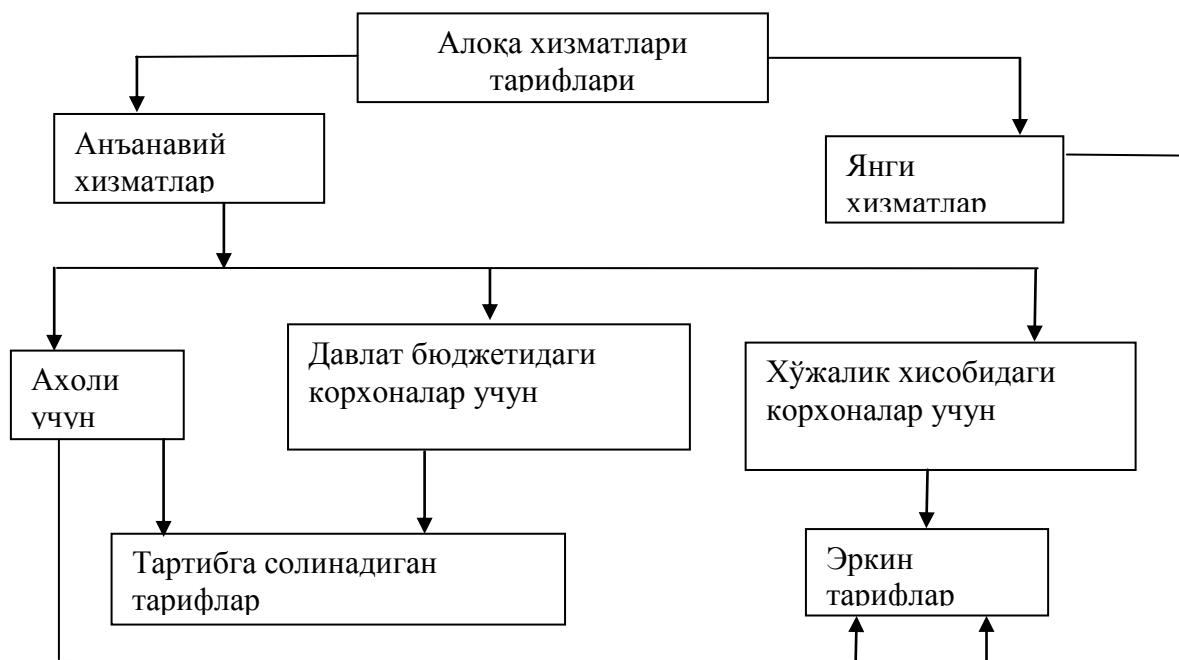 Алоқа хизматлари
тарифлари
Анъанавий
хизматлар
Янги
хизматлар
Давлат бюджетидаги
корхоналар учун
Ахоли
учун
Хўжалик хисобидаги
корхоналар учун
Тартибга солинадиган
тарифлар
Эркин
тарифлар